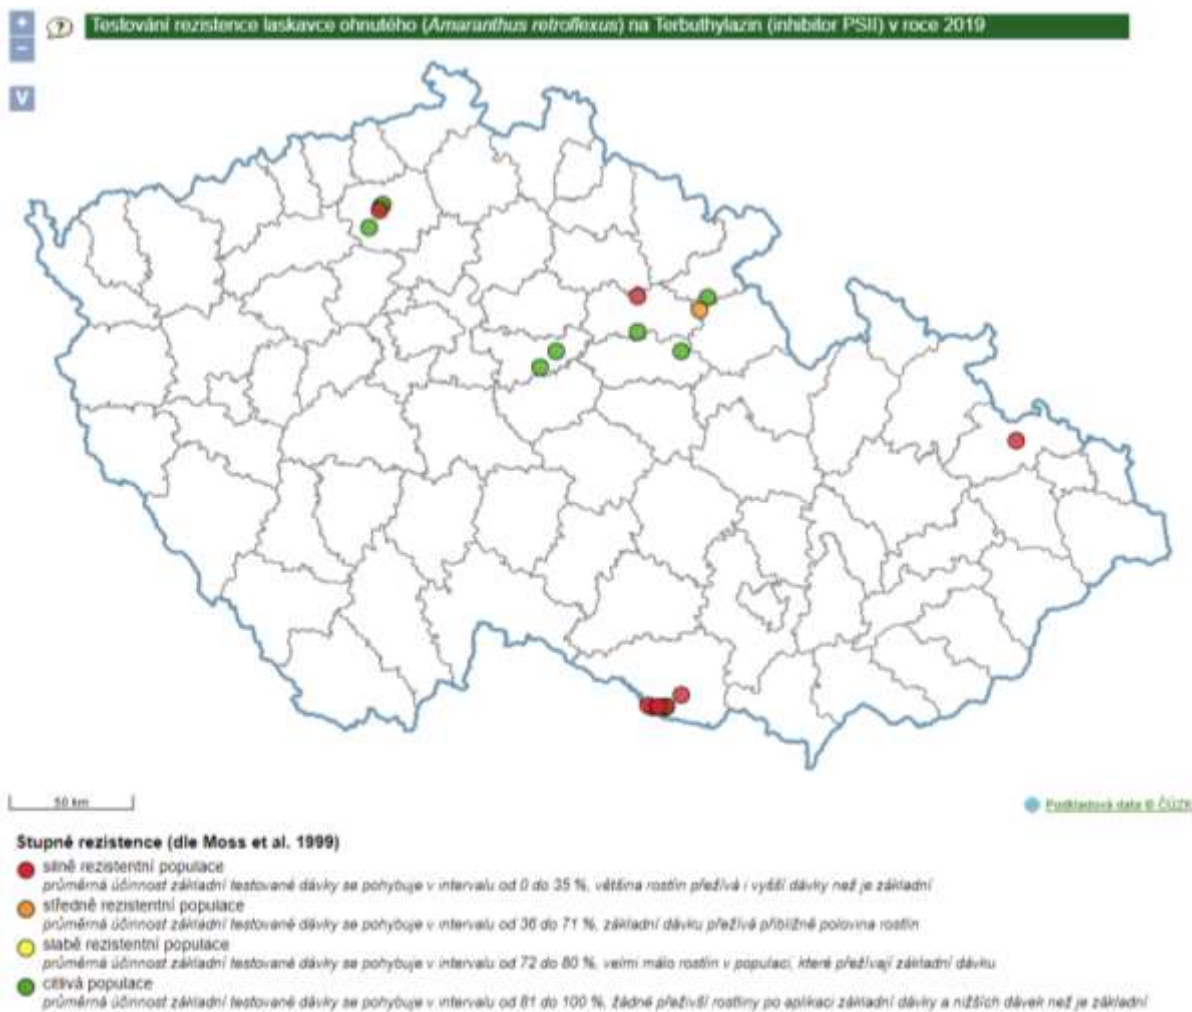 +
?
Testování rezistence laskavce ohnutého (Amaranthus retroflexus) na Terbuthylazin (inhibitor PSII) v roce 2019
–
V
50 km
Podkladová data © ČÚZK
Stupně rezistence (dle Moss et al. 1999)
silně rezistentní populace
průměrná účinnost základní testované dávky se pohybuje v intervalu od 0 do 35 %, většina rostlin přežívá i vyšší dávky než je základní
středně rezistentní populace
průměrná účinnost základní testované dávky se pohybuje v intervalu od 36 do 71 %, základní dávku přežívá přibližně polovina rostlin
slabě rezistentní populace
průměrná účinnost základní testované dávky se pohybuje v intervalu od 72 do 80 %, velmi málo rostlin v populaci, které přežívají základní dávku
citlivá populace
průměrná účinnost základní testované dávky se pohybuje v intervalu od 81 do 100 %, žádné přeživší rostliny po aplikaci základní dávky a nižších dávek než je základní